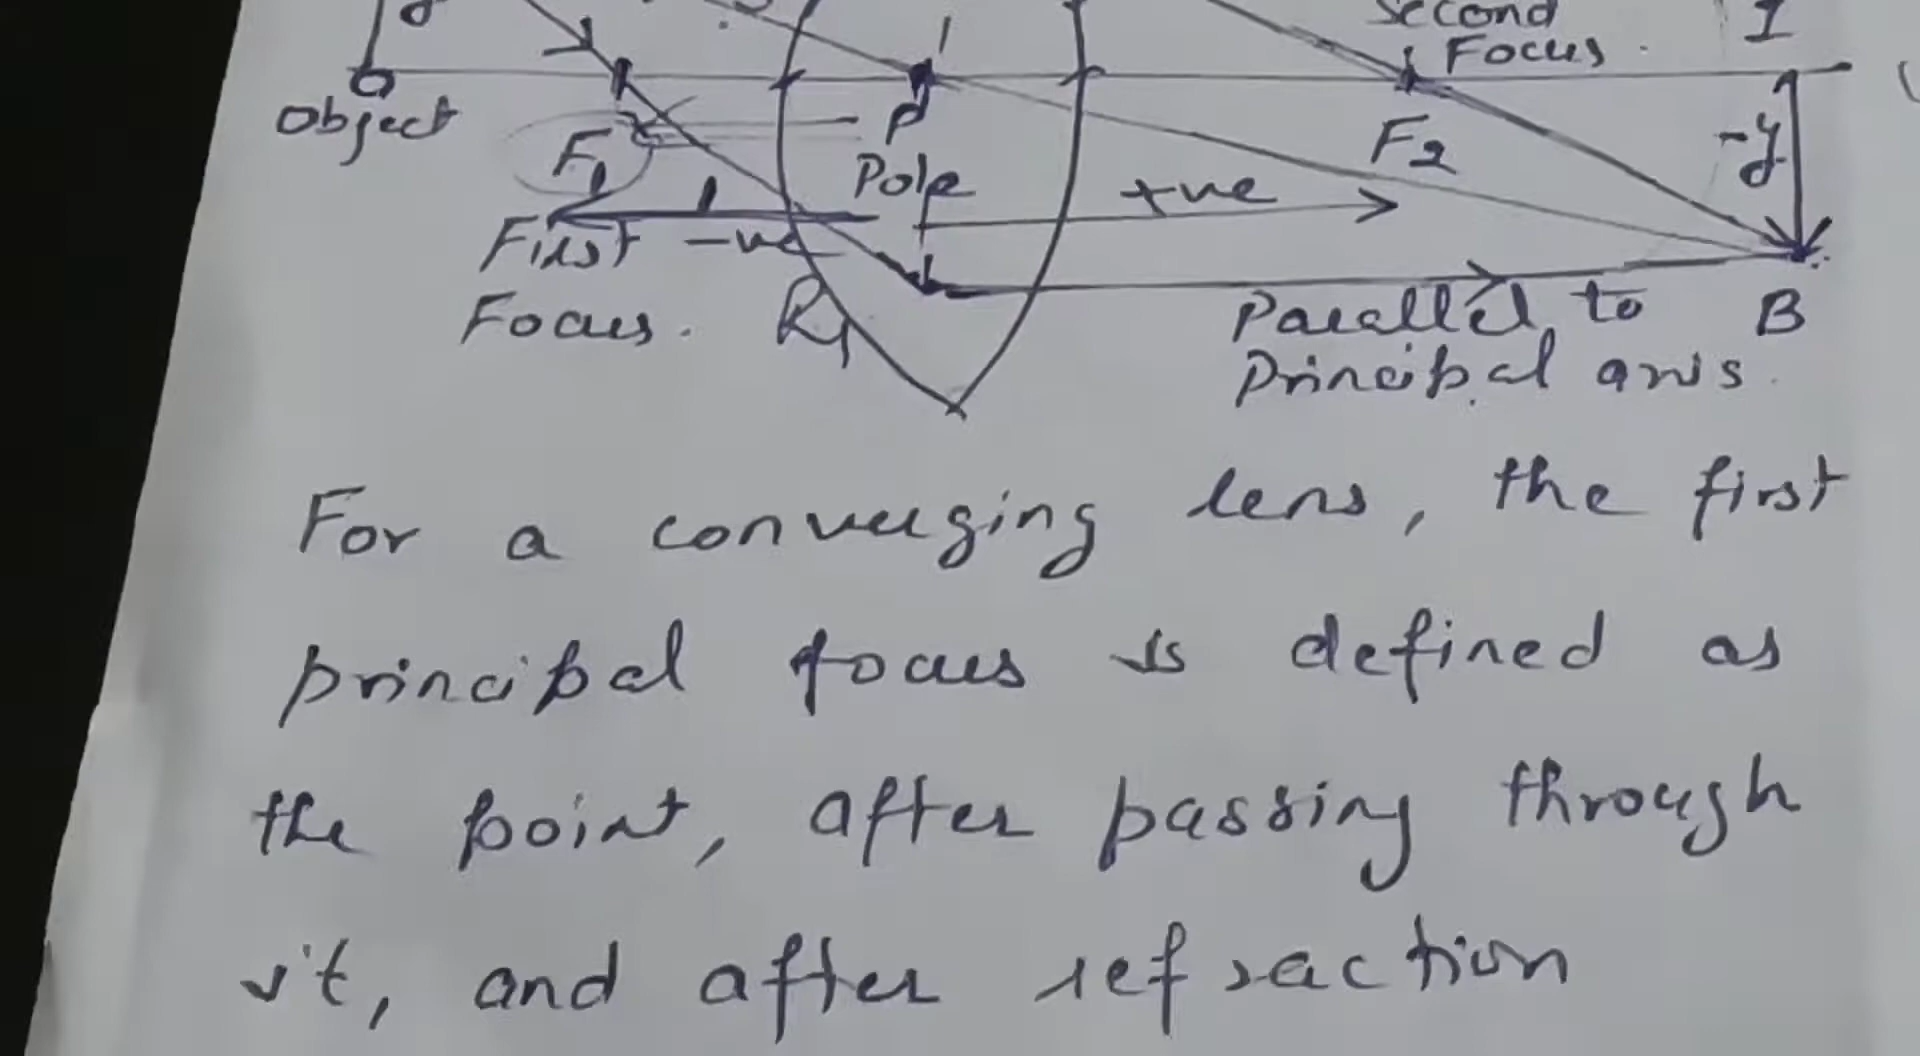 Second
Focus.
I
y
O
Object
P
Pole
F1
F2
-y
+ve
First -ve
Focus.
R1
Parallel to
Principal axis.
B
For a converging lens, the first
principal focus is defined as
the point, after passing through
it, and after refraction